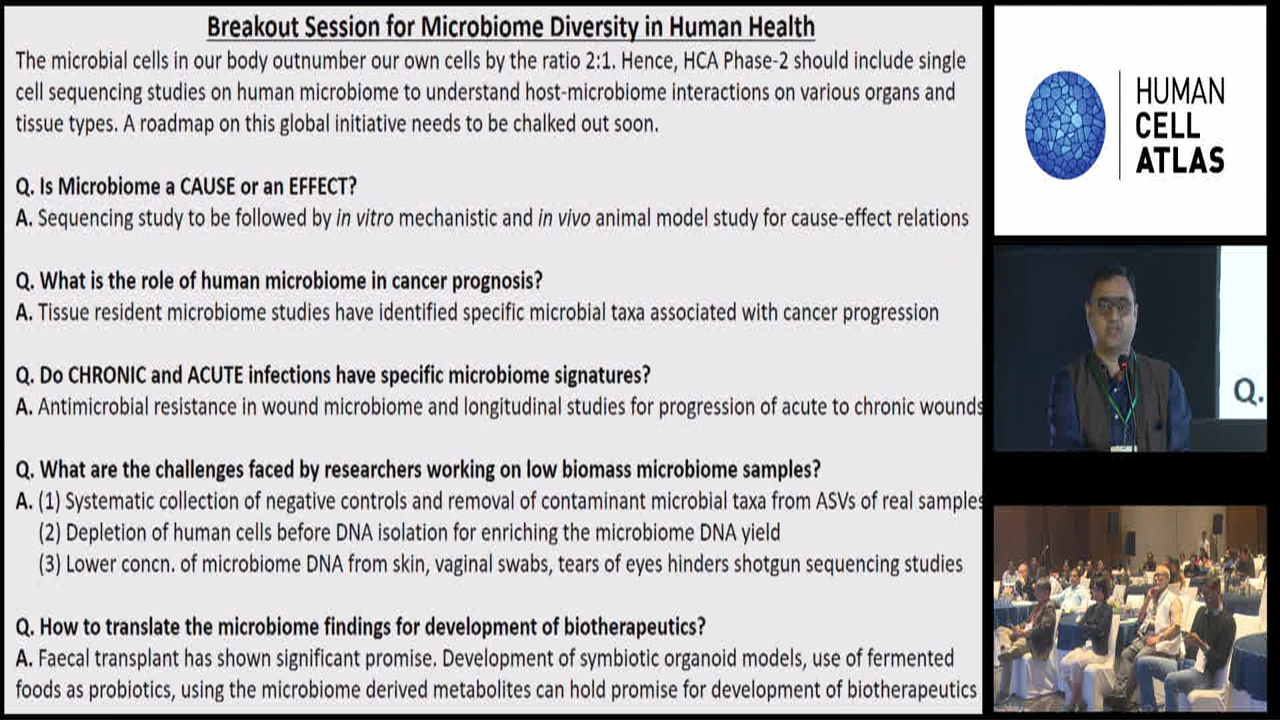 Breakout Session for Microbiome Diversity in Human Health
The microbial cells in our body outnumber our own cells by the ratio 2:1. Hence, HCA Phase-2 should include single
cell sequencing studies on human microbiome to understand host-microbiome interactions on various organs and
tissue types. A roadmap on this global initiative needs to be chalked out soon.
Q. Is Microbiome a CAUSE or an EFFECT?
A. Sequencing study to be followed by in vitro mechanistic and in vivo animal model study for cause-effect relations
Q. What is the role of human microbiome in cancer prognosis?
A. Tissue resident microbiome studies have identified specific microbial taxa associated with cancer progression
Q. Do CHRONIC and ACUTE infections have specific microbiome signatures?
A. Antimicrobial resistance in wound microbiome and longitudinal studies for progression of acute to chronic wounds
Q. What are the challenges faced by researchers working on low biomass microbiome samples?
A. (1) Systematic collection of negative controls and removal of contaminant microbial taxa from ASVs of real samples
(2) Depletion of human cells before DNA isolation for enriching the microbiome DNA yield
(3) Lower concn. of microbiome DNA from skin, vaginal swabs, tears of eyes hinders shotgun sequencing studies
Q. How to translate the microbiome findings for development of biotherapeutics?
A. Faecal transplant has shown significant promise. Development of symbiotic organoid models, use of fermented
foods as probiotics, using the microbiome derived metabolites can hold promise for development of biotherapeutics
HUMAN
CELL
ATLAS
Q.